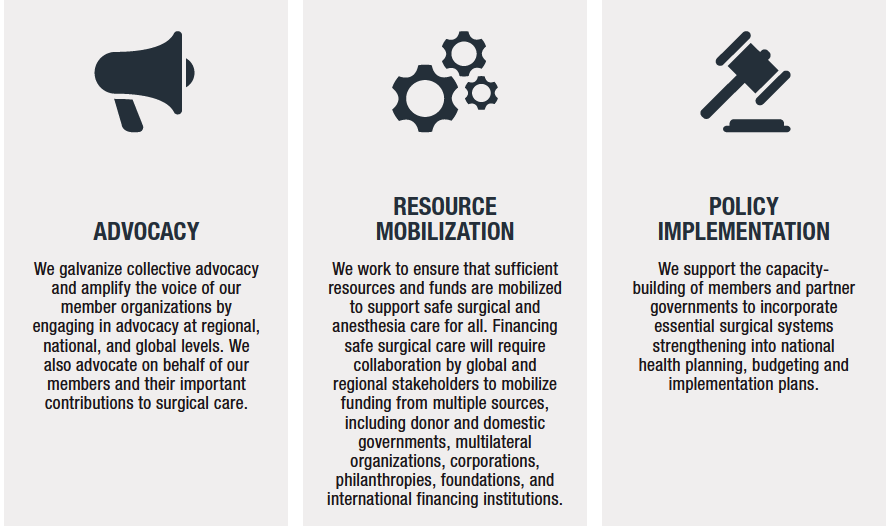 ADVOCACY
We galvanize collective advocacy
and amplify the voice of our
member organizations by
engaging in advocacy at regional,
national, and global levels. We
also advocate on behalf of our
members and their important
contributions to surgical care.
RESOURCE
MOBILIZATION
We work to ensure that sufficient
resources and funds are mobilized
to support safe surgical and
anesthesia care for all. Financing
safe surgical care will require
collaboration by global and
regional stakeholders to mobilize
funding from multiple sources,
including donor and domestic
governments, multilateral
organizations, corporations,
philanthropies, foundations, and
international financing institutions.
POLICY
IMPLEMENTATION
We support the capacity-
building of members and partner
governments to incorporate
essential surgical systems
strengthening into national
health planning, budgeting and
implementation plans.